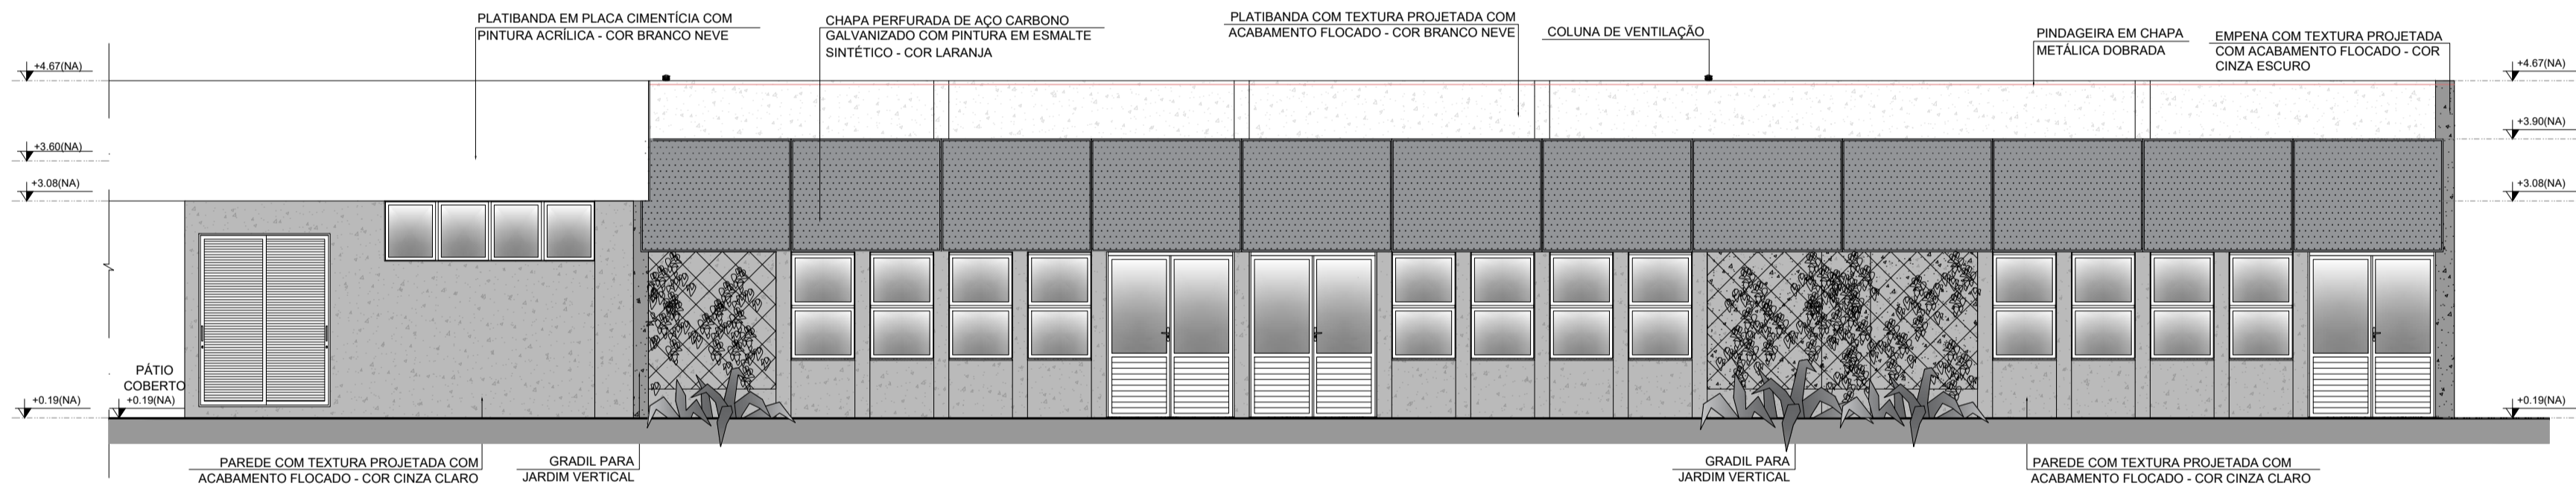 PLATIBANDA EM PLACA CIMENTÍCIA COM
PINTURA ACRÍLICA - COR BRANCO NEVE
CHAPA PERFURADA DE AÇO CARBONO
GALVANIZADO COM PINTURA EM ESMALTE
SINTÉTICO - COR LARANJA
PLATIBANDA COM TEXTURA PROJETADA COM
ACABAMENTO FLOCADO - COR BRANCO NEVE
COLUNA DE VENTILAÇÃO
PINDAGEIRA EM CHAPA
METÁLICA DOBRADA
EMPENA COM TEXTURA PROJETADA
COM ACABAMENTO FLOCADO - COR
CINZA ESCURO
+4.67(NA)
+3.60(NA)
+3.08(NA)
+4.67(NA)
+3.90(NA)
+3.08(NA)
PÁTIO
COBERTO
+0.19(NA)
+0.19(NA)
+0.19(NA)
PAREDE COM TEXTURA PROJETADA COM
ACABAMENTO FLOCADO - COR CINZA CLARO
GRADIL PARA
JARDIM VERTICAL
GRADIL PARA
JARDIM VERTICAL
PAREDE COM TEXTURA PROJETADA COM
ACABAMENTO FLOCADO - COR CINZA CLARO